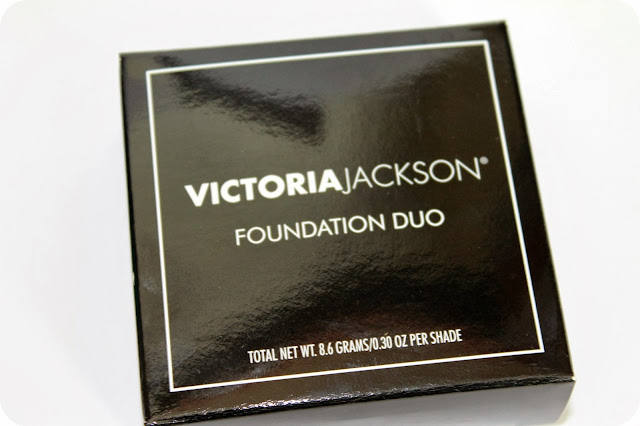 VICTORIAJACKSON®
FOUNDATION DUO
TOTAL NET WT. 8.6 GRAMS/0.30 OZ PER SHADE